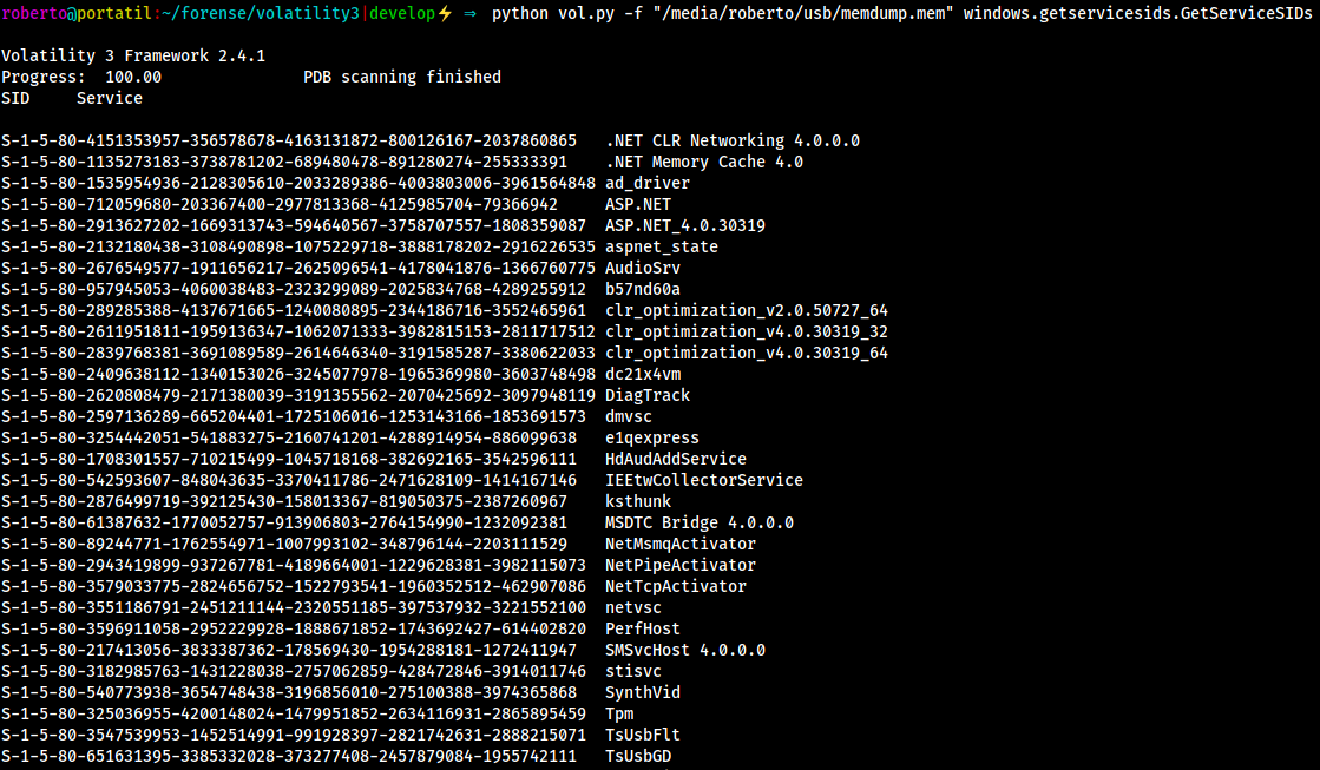 roberto@portatil:~/forense/volatility3|develop⚡ ⇒  python vol.py -f "/media/roberto/usb/memdump.mem" windows.getservicesids.GetServiceSIDs
Volatility 3 Framework 2.4.1
Progress:  100.00               PDB scanning finished
SID     Service
S-1-5-80-4151353957-356578678-4163131872-800126167-2037860865   .NET CLR Networking 4.0.0.0
S-1-5-80-1135273183-3738781202-689480478-891280274-255333391    .NET Memory Cache 4.0
S-1-5-80-1535954936-2128305610-2033289386-4003803006-3961564848 ad_driver
S-1-5-80-712059680-203367400-2977813368-4125985704-79366942     ASP.NET
S-1-5-80-2913627202-1669313743-594640567-3758707557-1808359087  ASP.NET_4.0.30319
S-1-5-80-2132180438-3108490898-1075229718-3888178202-2916226535 aspnet_state
S-1-5-80-2676549577-1911656217-2625096541-4178041876-1366760775 AudioSrv
S-1-5-80-957945053-4060038483-2323299089-2025834768-4289255912  b57nd60a
S-1-5-80-289285388-4137671665-1240080895-2344186716-3552465961  clr_optimization_v2.0.50727_64
S-1-5-80-2611951811-1959136347-1062071333-3982815153-2811717512 clr_optimization_v4.0.30319_32
S-1-5-80-2839768381-3691089589-2614646340-3191585287-3380622033 clr_optimization_v4.0.30319_64
S-1-5-80-2409638112-1340153026-3245077978-1965369980-3603748498 dc21x4vm
S-1-5-80-2620808479-2171380039-3191355562-2070425692-3097948119 DiagTrack
S-1-5-80-2597136289-665204401-1725106016-1253143166-1853691573  dmvsc
S-1-5-80-3254442051-541883275-2160741201-4288914954-886099638   e1qexpress
S-1-5-80-1708301557-710215499-1045718168-382692165-3542596111   HdAudAddService
S-1-5-80-542593607-848043635-3370411786-2471628109-1414167146   IEEtwCollectorService
S-1-5-80-2876499719-392125430-158013367-819050375-2387260967    ksthunk
S-1-5-80-61387632-1770052757-913906803-2764154990-1232092381    MSDTC Bridge 4.0.0.0
S-1-5-80-89244771-1762554971-1007993102-348796144-2203111529    NetMsmqActivator
S-1-5-80-2943419899-937267781-4189664001-1229628381-3982115073  NetPipeActivator
S-1-5-80-3579033775-2824656752-1522793541-1960352512-462907086  NetTcpActivator
S-1-5-80-3551186791-2451211144-2320551185-397537932-3221552100  netvsc
S-1-5-80-3596911058-2952229928-1888671852-1743692427-614402820  PerfHost
S-1-5-80-217413056-3833387362-178569430-1954288181-1272411947   SMSvcHost 4.0.0.0
S-1-5-80-3182985763-1431228038-2757062859-428472846-3914011746  stisvc
S-1-5-80-540773938-3654748438-3196856010-275100388-3974365868   SynthVid
S-1-5-80-325036955-4200148024-1479951852-2634116931-2865895459  Tpm
S-1-5-80-3547539953-1452514991-991928397-2821742631-2888215071  TsUsbFlt
S-1-5-80-651631395-3385332028-373277408-2457879084-1955742111   TsUsbGD